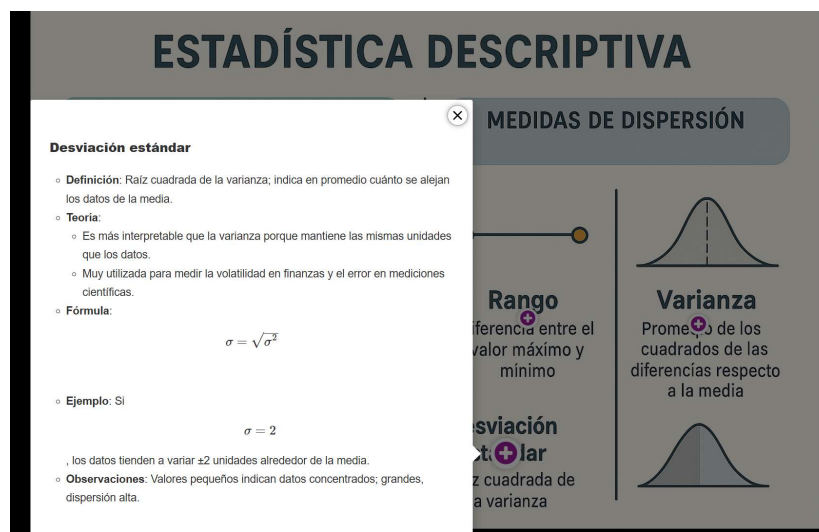 ESTADÍSTICA DESCRIPTIVA
MEDIDAS DE DISPERSIÓN
Desviación estándar
Definición: Raíz cuadrada de la varianza; indica en promedio cuánto se alejan
los datos de la media.
Teoría:
Es más interpretable que la varianza porque mantiene las mismas unidades
que los datos.
Muy utilizada para medir la volatilidad en finanzas y el error en mediciones
científicas.
Fórmula:
σ = √σ²
Ejemplo: Si
σ = 2
, los datos tienden a variar ±2 unidades alrededor de la media.
Observaciones: Valores pequeños indican datos concentrados; grandes,
dispersión alta.
Rango
entre el
valor máximo y
mínimo
Varianza
de los
cuadrados de las
diferencias respecto
a la media
cuadrada de
varianza